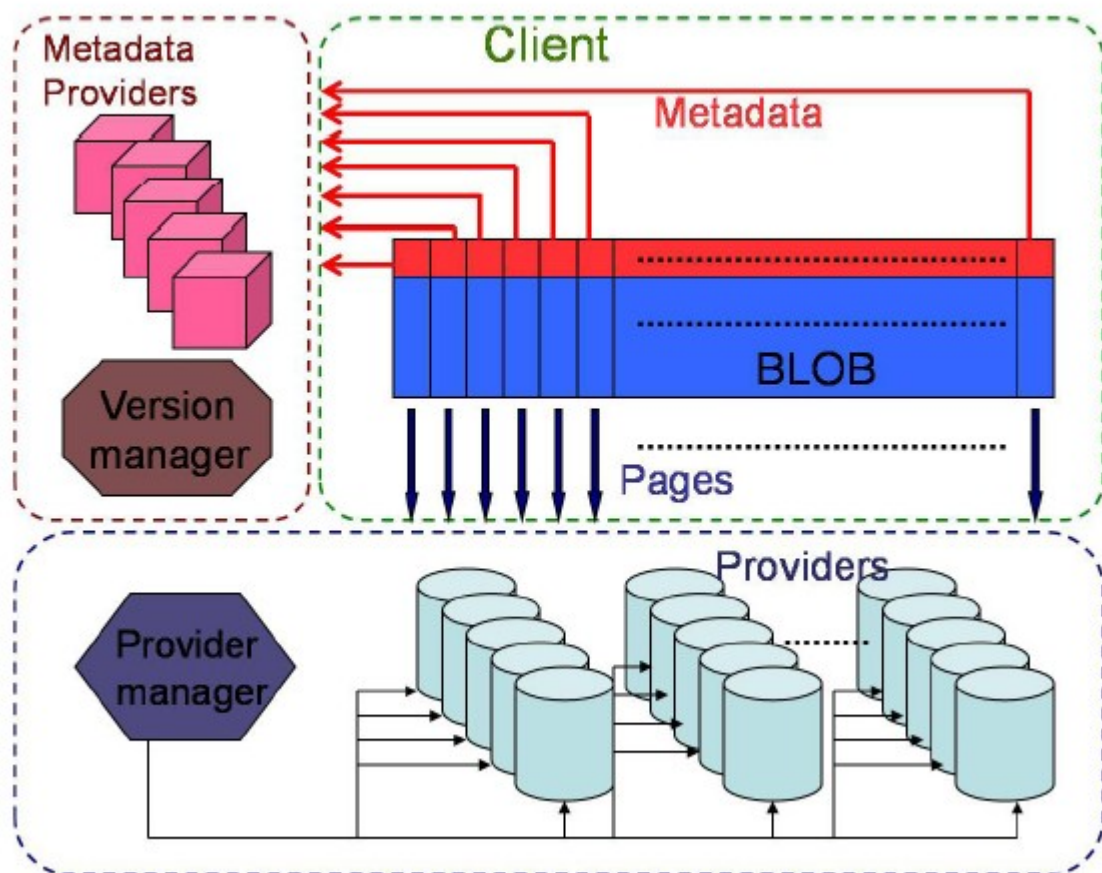 Metadata
Providers
Client
Metadata
BLOB
Version
manager
Pages
Providers
Provider
manager